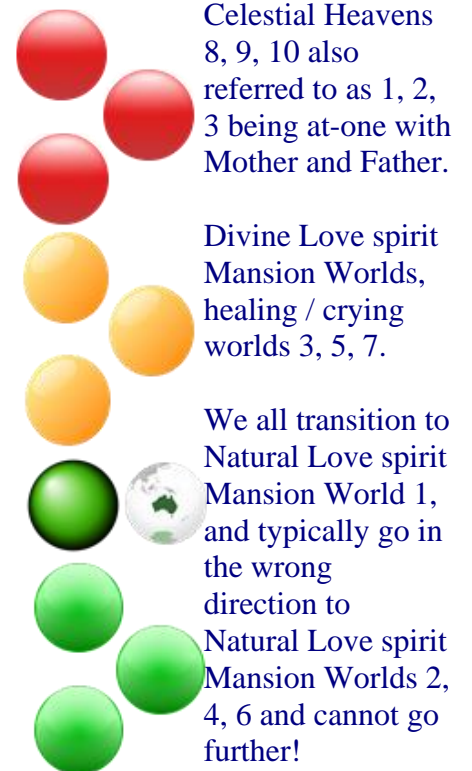 Celestial Heavens
8, 9, 10 also
referred to as 1, 2,
3 being at-one with
Mother and Father.
Divine Love spirit
Mansion Worlds,
healing / crying
worlds 3, 5, 7.
We all transition to
Natural Love spirit
Mansion World 1,
and typically go in
the wrong
direction to
Natural Love spirit
Mansion Worlds 2,
4, 6 and cannot go
further!